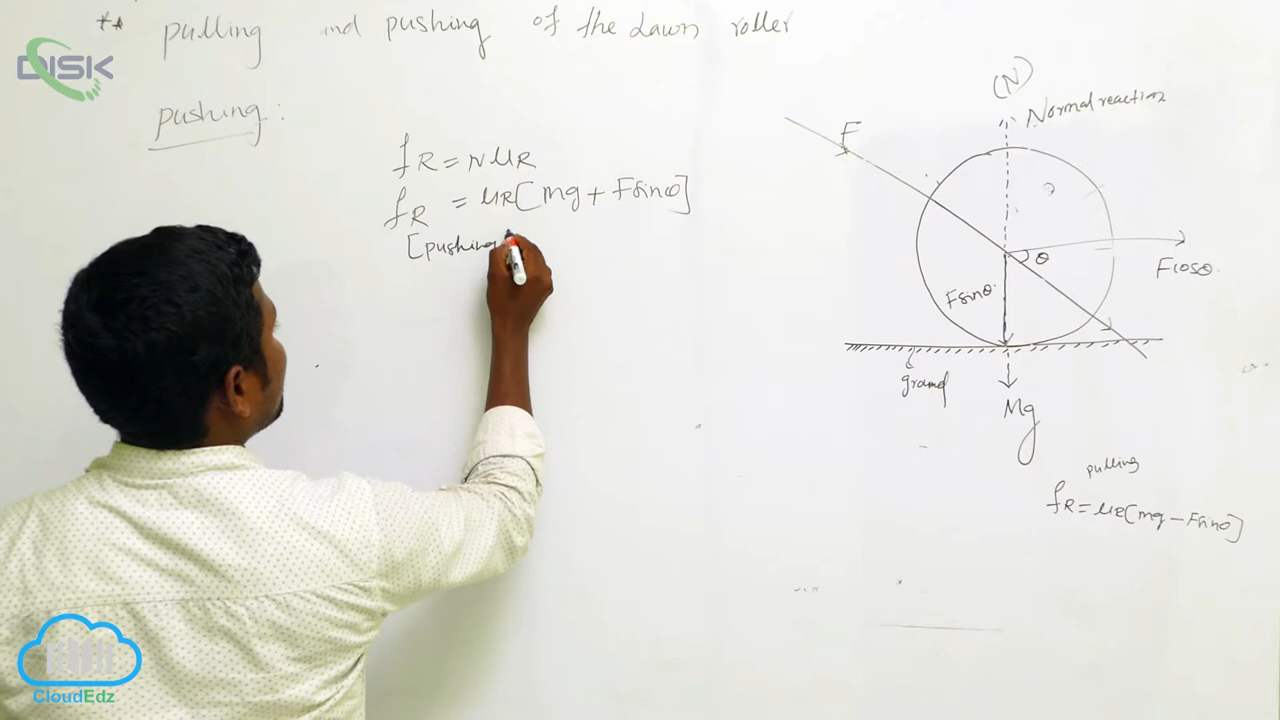 ** pulling and pushing of the Lawn roller
DISK
pushing:
fR = N μR
fR = μR[mg + Fsinθ]
[pushing
(N)
Normal reaction
F
θ
Fcosθ.
Fsinθ.
ground
Mg
pulling
fR = μR[mg - Fsinθ]
CloudEdz